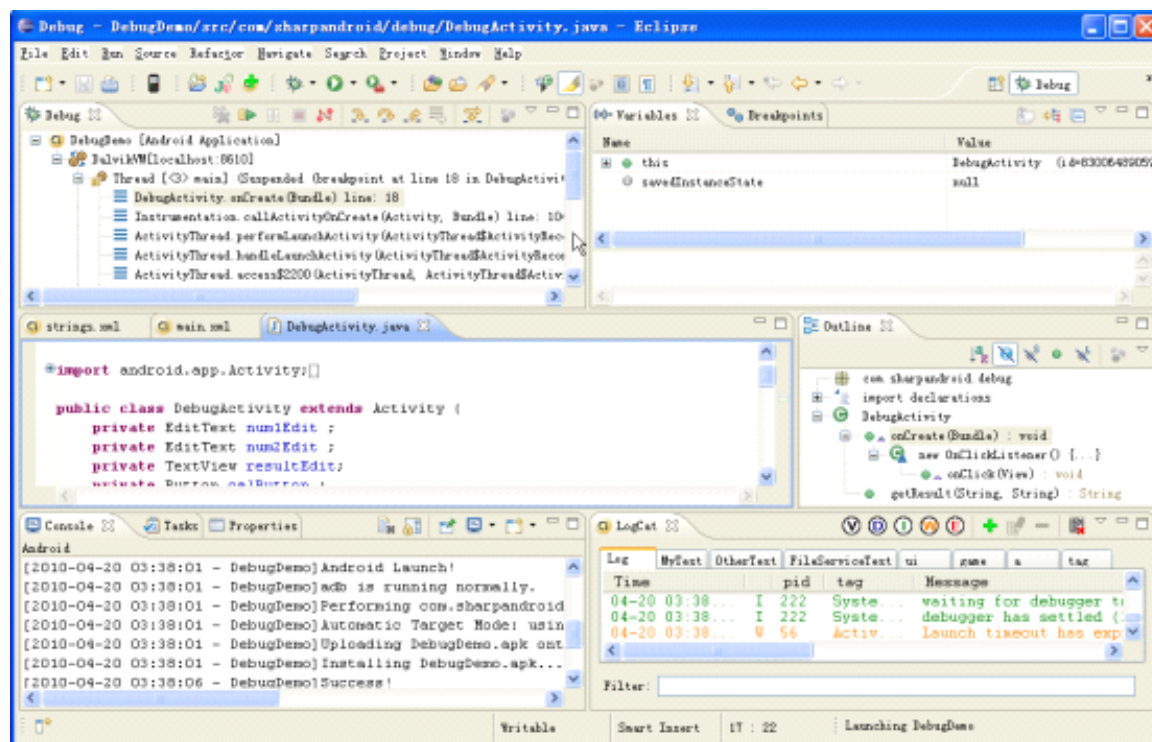 Debug - DebugDemo/src/com/sharpandroid/debug/DebugActivity.java - Eclipse
File Edit Run Source Refactor Navigate Search Project Window Help
Debug
Debug
DebugDemo [Android Application]
DalvikVM[localhost:8610]
Thread [<3> main] (Suspended (breakpoint at line 18 in DebugActivi
DebugActivity.onCreate(Bundle) line: 18
Instrumentation.callActivityOnCreate(Activity, Bundle) line: 10
ActivityThread.performLaunchActivity(ActivityThread$ActivityReco
ActivityThread.handleLaunchActivity(ActivityThread$ActivityRecor
ActivityThread.access$2200(ActivityThread, ActivityThread$Activ
(x)= Variables
Breakpoints
Name Value
this DebugActivity (id=8300648905
savedInstanceState null
strings.xml main.xml DebugActivity.java
import android.app.Activity;
public class DebugActivity extends Activity {
private EditText num1Edit ;
private EditText num2Edit ;
private TextView resultEdit;
private Button calButton ;
Outline
com.sharpandroid.debug
import declarations
DebugActivity
onCreate(Bundle) : void
new OnClickListener() {...}
onClick(View) : void
getResult(String, String) : String
Console Tasks Properties
Android
[2010-04-20 03:38:01 - DebugDemo]Android Launch!
[2010-04-20 03:38:01 - DebugDemo]adb is running normally.
[2010-04-20 03:38:01 - DebugDemo]Performing com.sharpandroid
[2010-04-20 03:38:01 - DebugDemo]Automatic Target Mode: usin
[2010-04-20 03:38:01 - DebugDemo]Uploading DebugDemo.apk ont
[2010-04-20 03:38:01 - DebugDemo]Installing DebugDemo.apk...
[2010-04-20 03:38:06 - DebugDemo]Success!
LogCat
V D I W E
Log MyTest OtherTest FileServiceTest ui game a tag
Time pid tag Message
04-20 03:38... I 222 Syste... waiting for debugger t
04-20 03:38... I 222 Syste... debugger has settled (1
04-20 03:38... W 56 Activ... Launch timeout has exp
Filter:
Writable Smart Insert 17 : 22 Launching DebugDemo